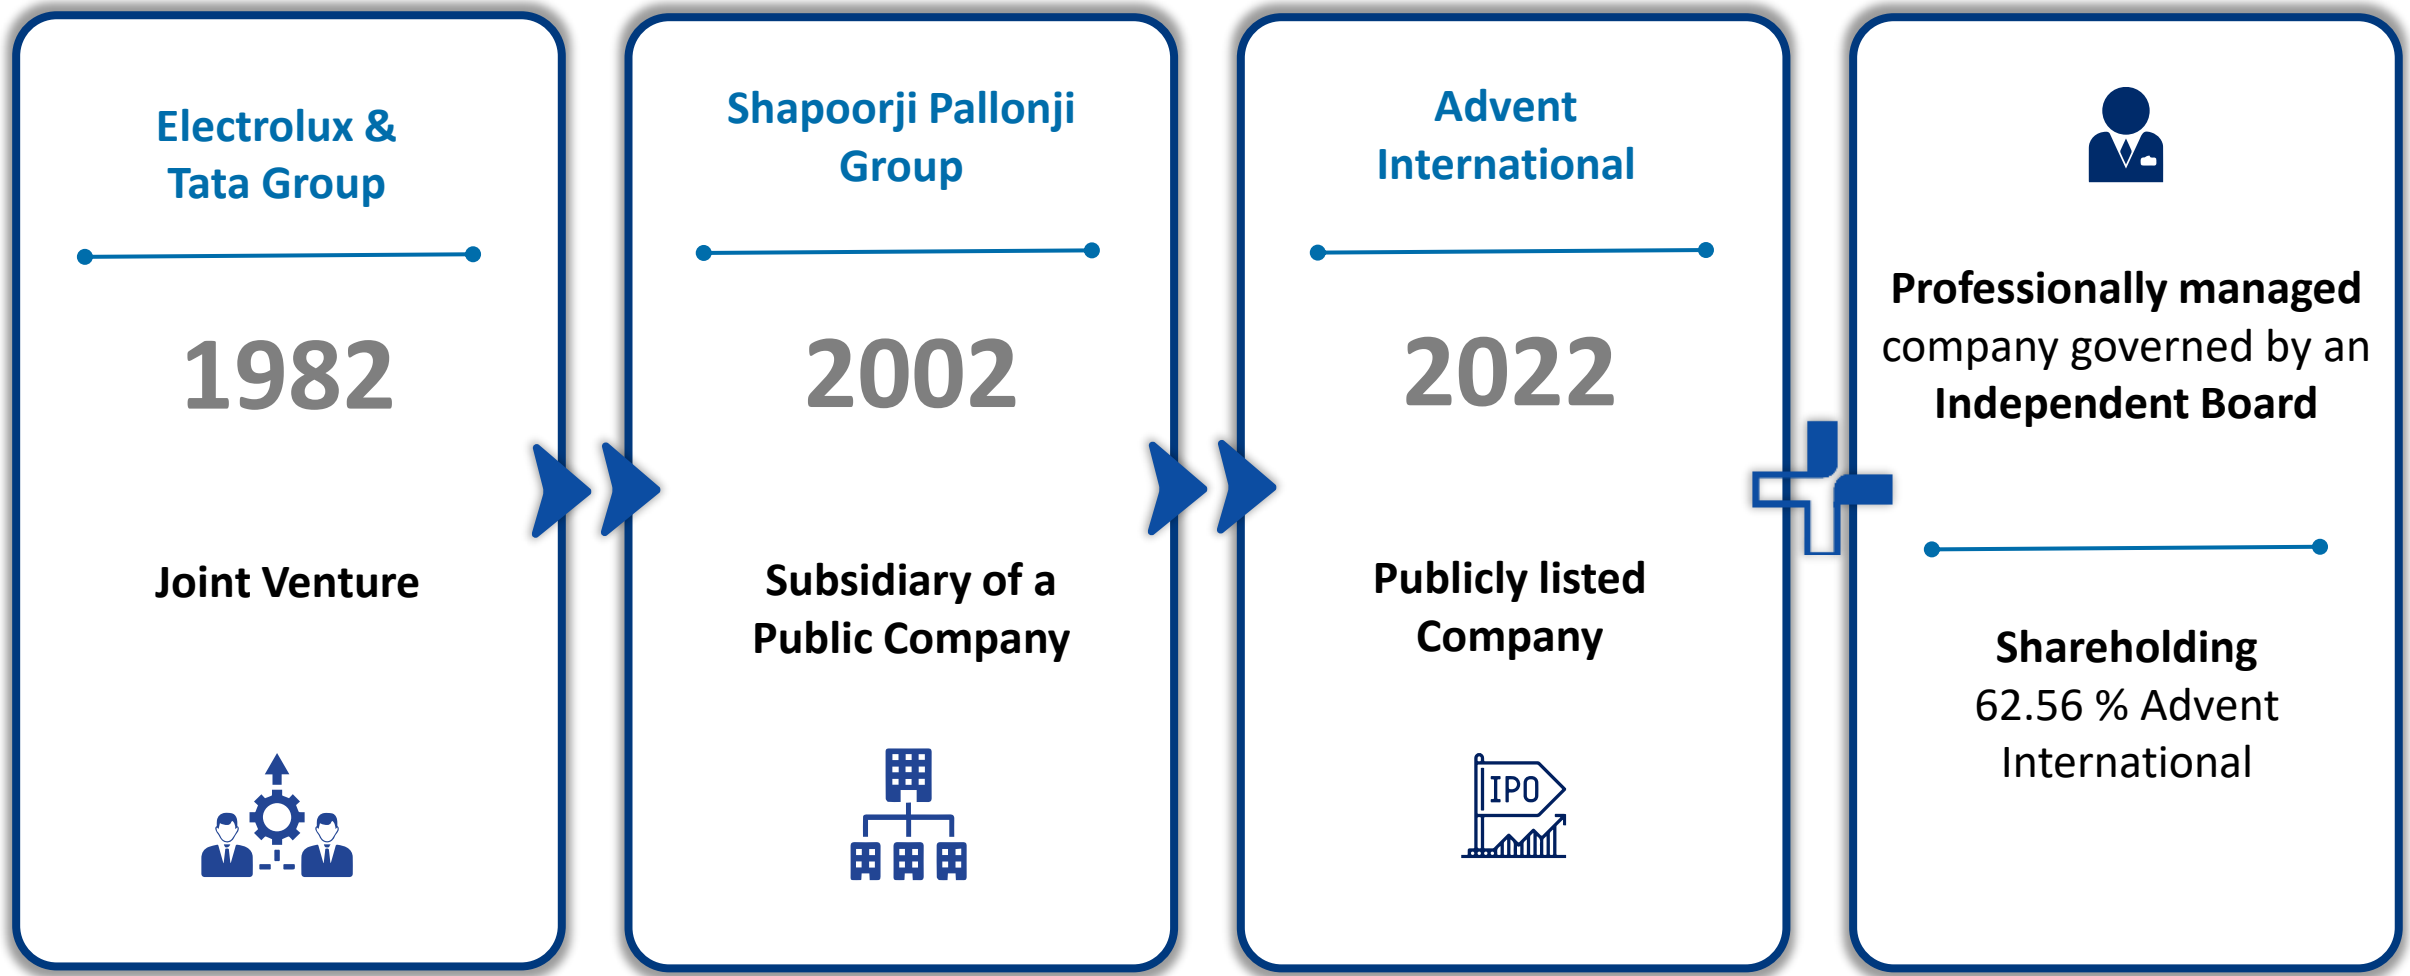 Electrolux &
Tata Group
1982
Joint Venture
Shapoorji Pallonji
Group
2002
Subsidiary of a
Public Company
Advent
International
2022
Publicly listed
Company
IPO
Professionally managed
company governed by an
Independent Board
Shareholding
62.56 % Advent
International